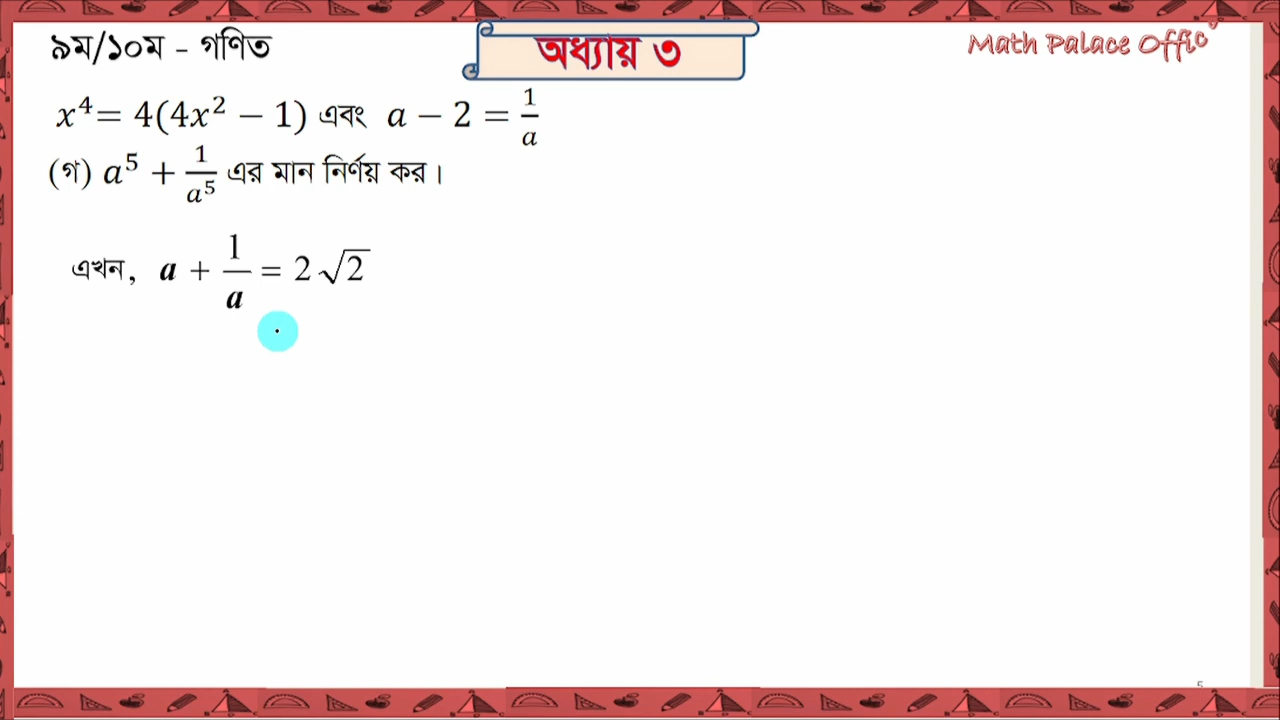 ৯ম/১০ম - গণিত
অধ্যায় ৩
Math Palace Offic
x⁴= 4(4x² − 1) এবং a − 2 = 1/a
(গ) a⁵ + 1/a⁵ এর মান নির্ণয় কর।
এখন, a + 1/a = 2√2
5